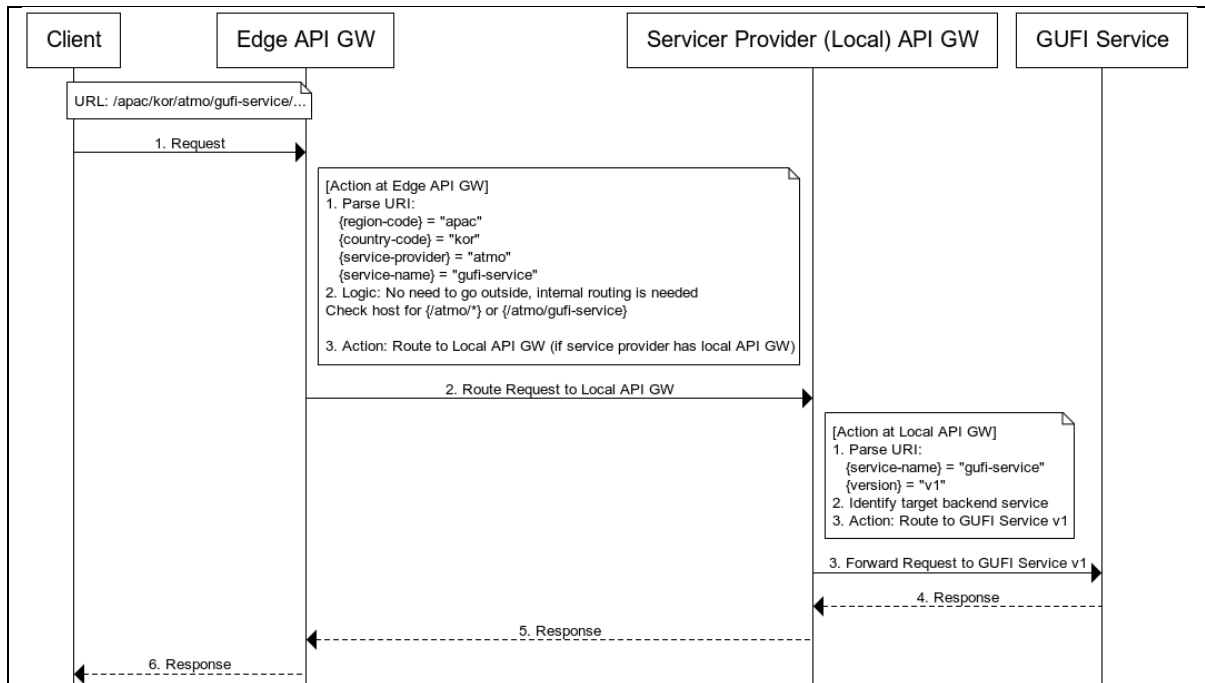 Client
Edge API GW
Servicer Provider (Local) API GW
GUFI Service
URL: /apac/kor/atmo/gufi-service/...
1. Request
[Action at Edge API GW]
1. Parse URI:
{region-code} = "apac"
{country-code} = "kor"
{service-provider} = "atmo"
{service-name} = "gufi-service"
2. Logic: No need to go outside, internal routing is needed
Check host for {/atmo/*} or {/atmo/gufi-service}
3. Action: Route to Local API GW (if service provider has local API GW)
2. Route Request to Local API GW
[Action at Local API GW]
1. Parse URI:
{service-name} = "gufi-service"
{version} = "v1"
2. Identify target backend service
3. Action: Route to GUFI Service v1
3. Forward Request to GUFI Service v1
4. Response
5. Response
6. Response